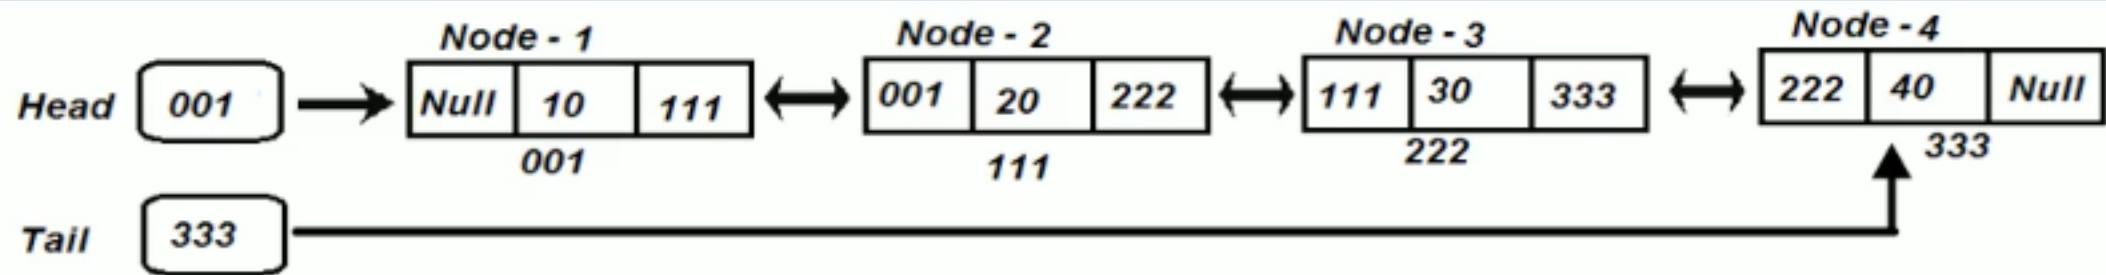 Node - 1 Node - 2 Node - 3 Node - 4
Head 001 Null 10 111 001 20 222 111 30 333 222 40 Null
001 111 222 333
Tail 333